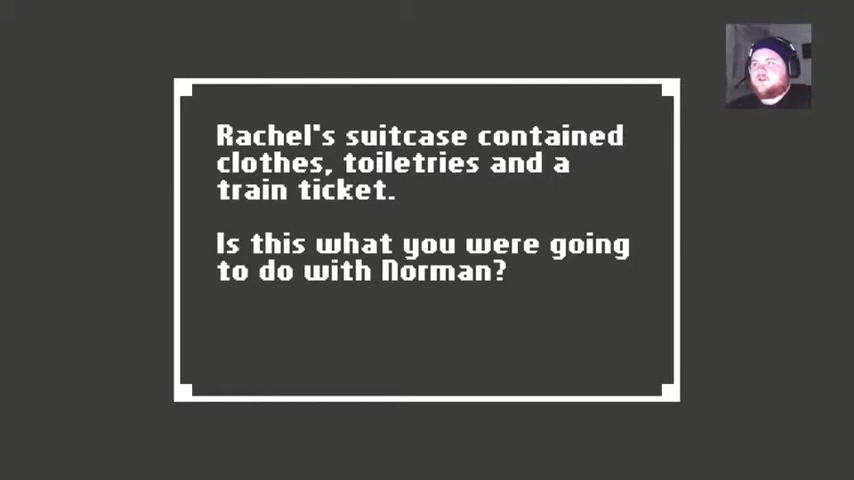 Rachel's suitcase contained
clothes, toiletries and a
train ticket.
Is this what you were going
to do with Norman?